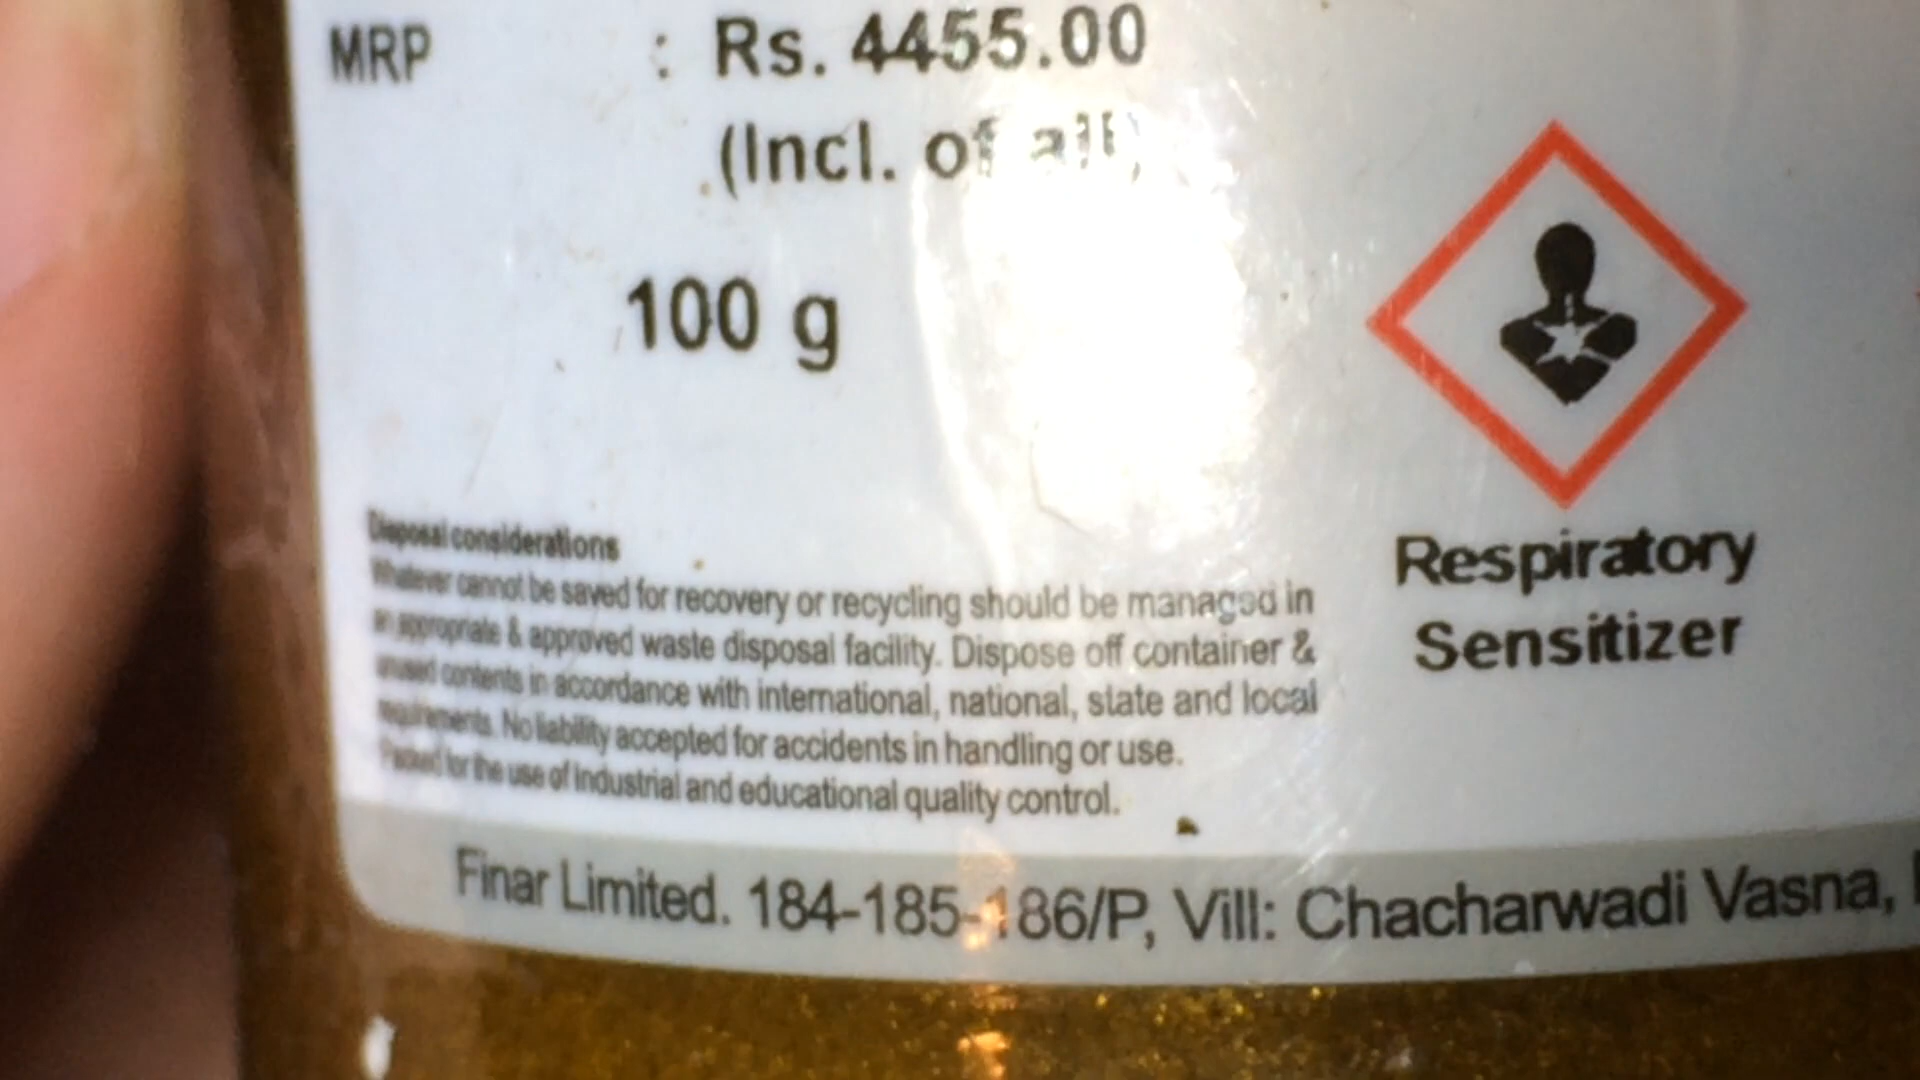 MRP : Rs. 4455.00
(Incl. of all)
100 g
Disposal considerations
Whatever cannot be saved for recovery or recycling should be managed in
an appropriate & approved waste disposal facility. Dispose off container &
unused contents in accordance with international, national, state and local
requirements. No liability accepted for accidents in handling or use.
Packed for the use of industrial and educational quality control.
Respiratory
Sensitizer
Finar Limited. 184-185-186/P, Vill: Chacharwadi Vasna,